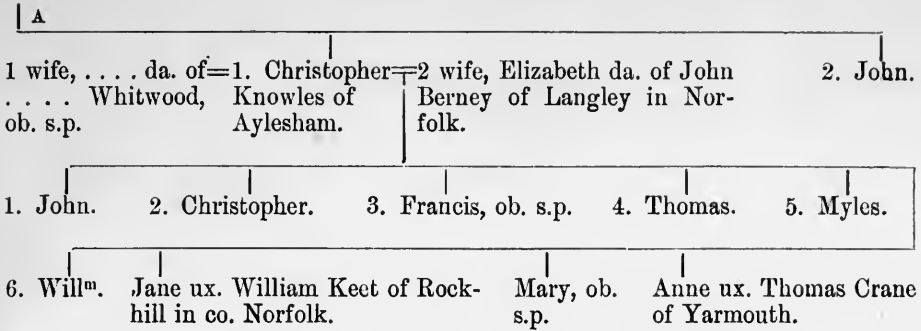 A
1 wife, .... da. of=1. Christopher=2 wife, Elizabeth da. of John 2. John.
.... Whitwood, Knowles of Berney of Langley in Nor-
ob. s.p. Aylesham. folk.
1. John. 2. Christopher. 3. Francis, ob. s.p. 4. Thomas. 5. Myles.
6. Willm. Jane ux. William Keet of Rock- Mary, ob. Anne ux. Thomas Crane
hill in co. Norfolk. s.p. of Yarmouth.